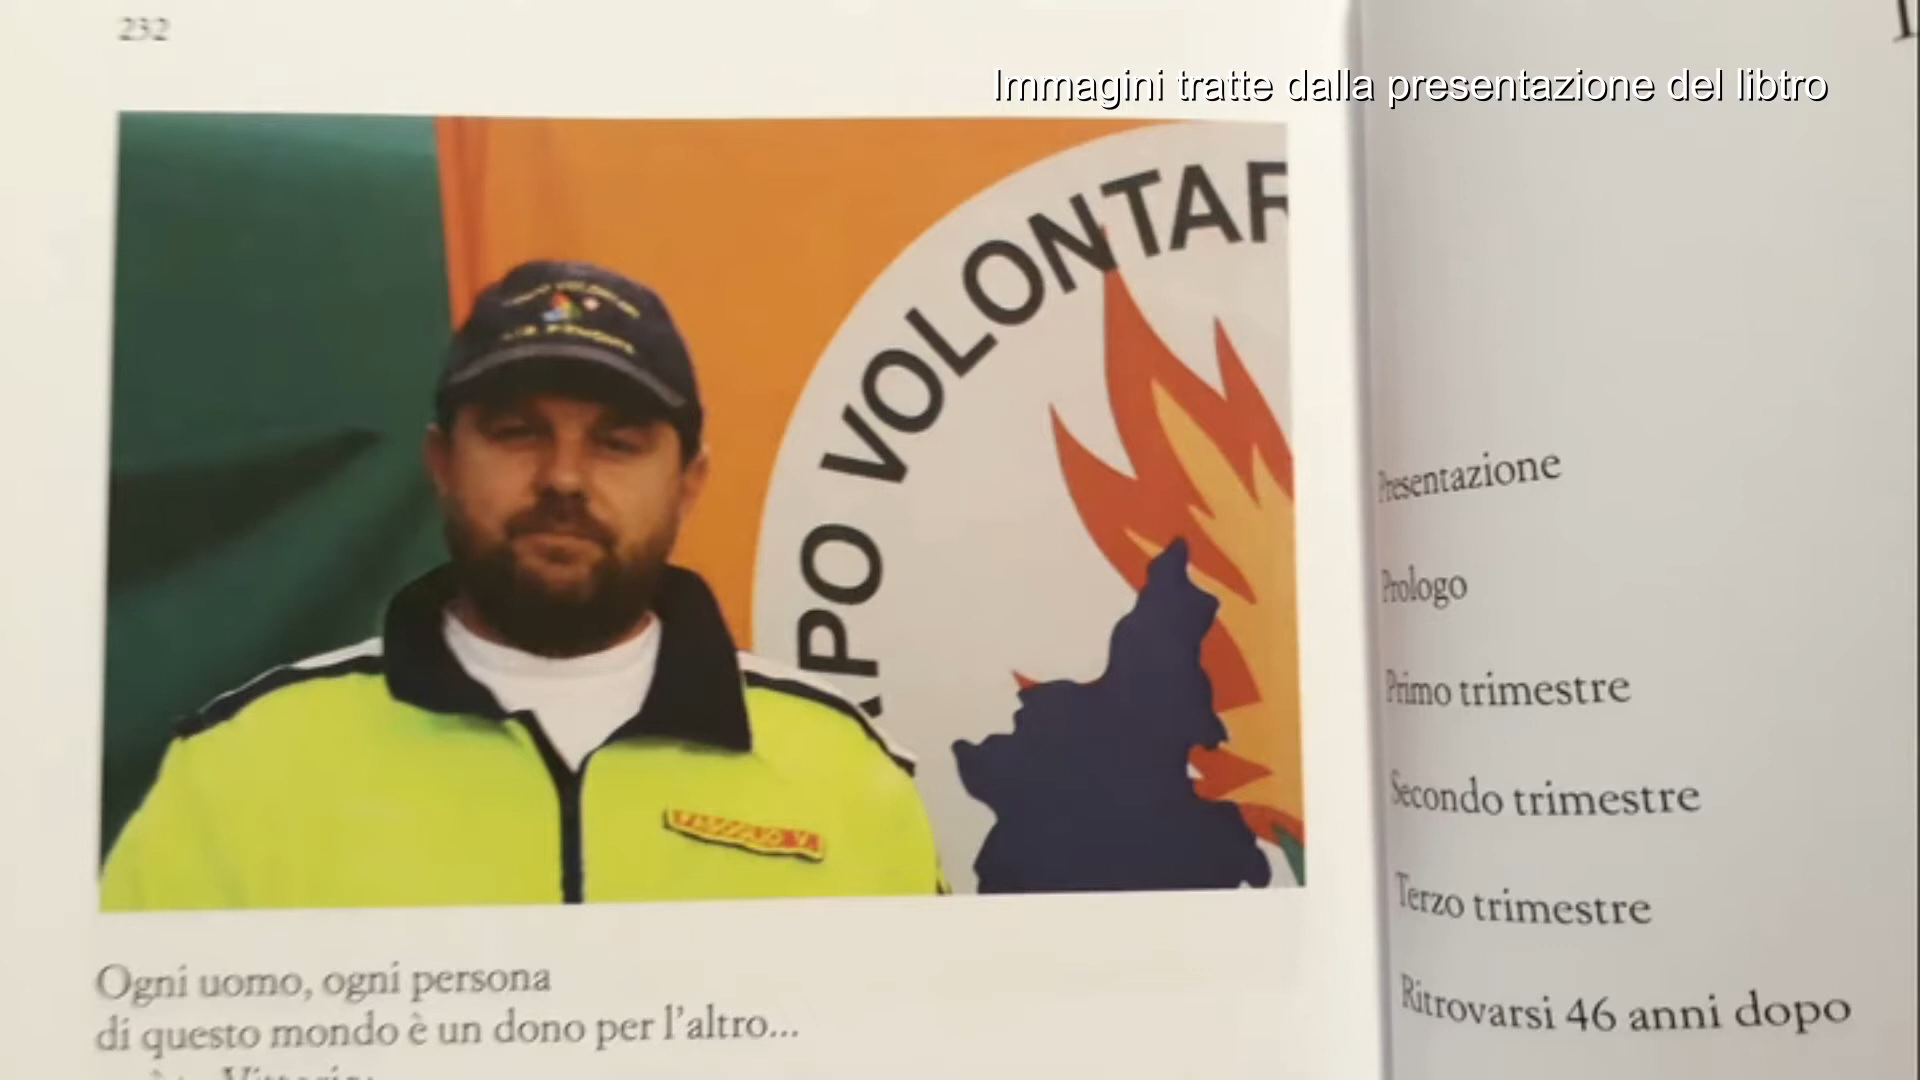 232
Immagini tratte dalla presentazione del libtro
PO VOLONTAR
Ogni uomo, ogni persona
di questo mondo è un dono per l'altro...
Presentazione
Prologo
Primo trimestre
Secondo trimestre
Terzo trimestre
Ritrovarsi 46 anni dopo